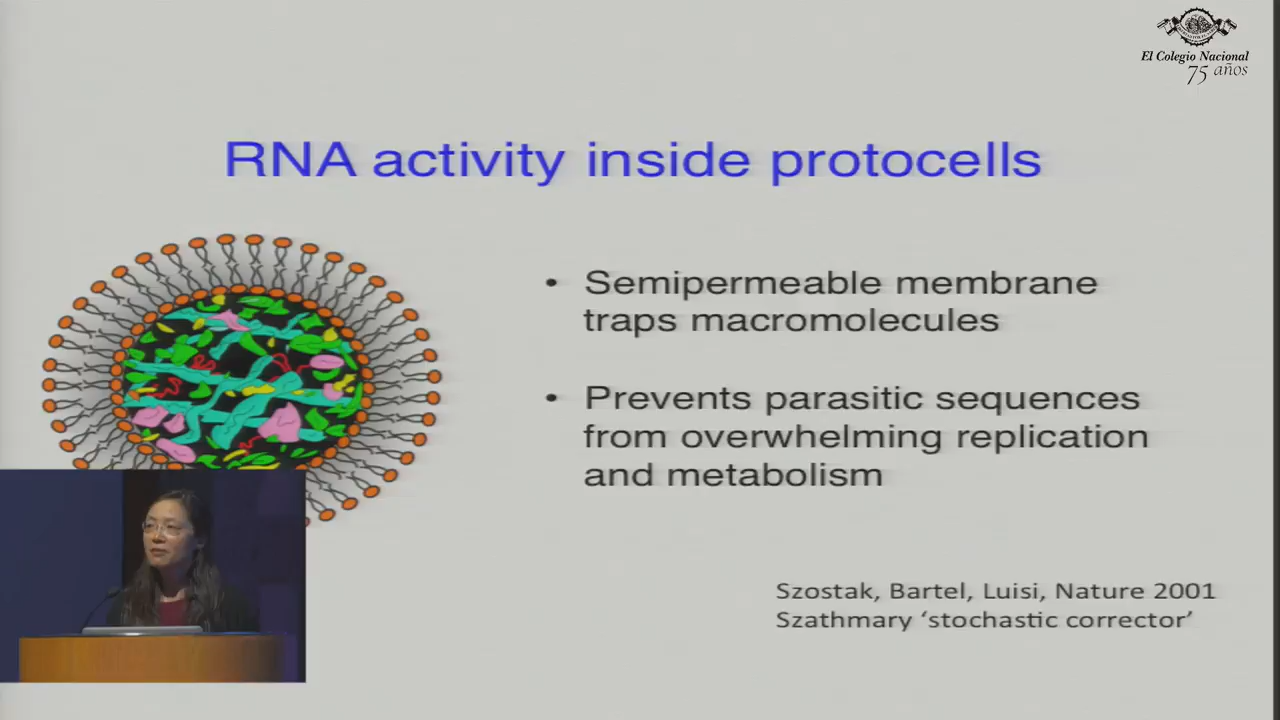 El Colegio Nacional
75 años
RNA activity inside protocells
• Semipermeable membrane
traps macromolecules
• Prevents parasitic sequences
from overwhelming replication
and metabolism
Szostak, Bartel, Luisi, Nature 2001
Szathmary ‘stochastic corrector’